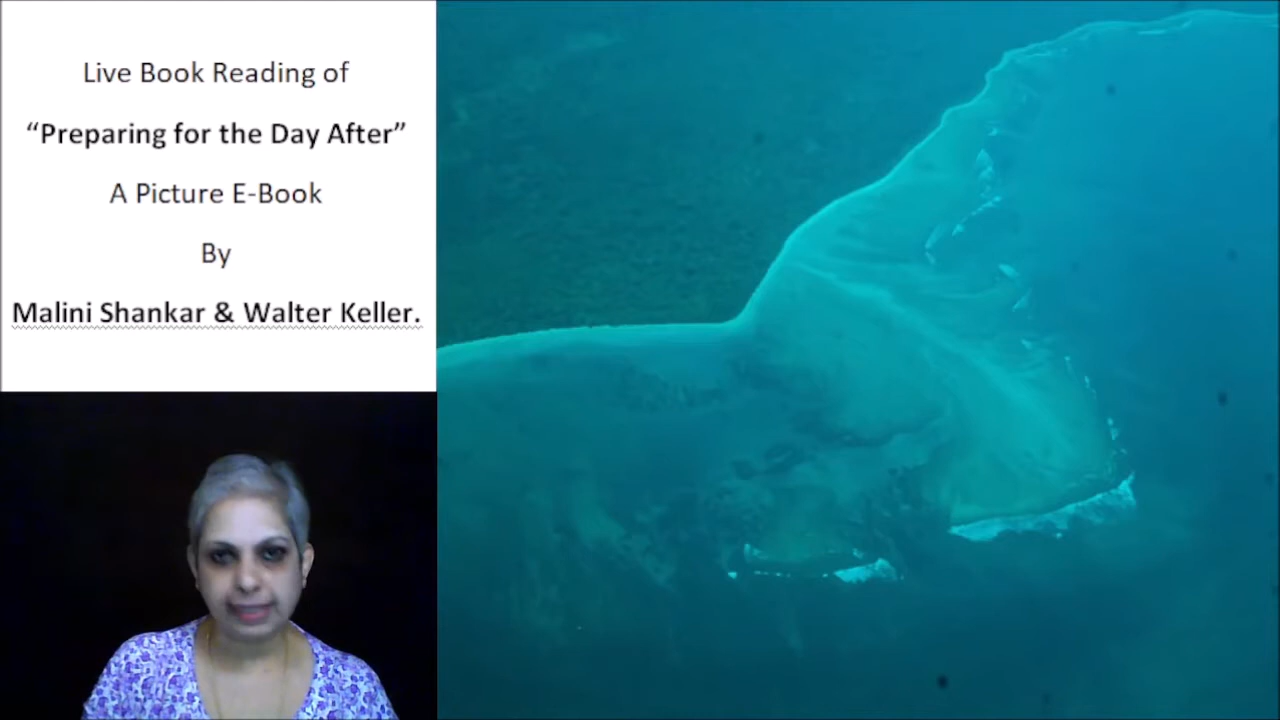 Live Book Reading of
“Preparing for the Day After”
A Picture E-Book
By
Malini Shankar & Walter Keller.